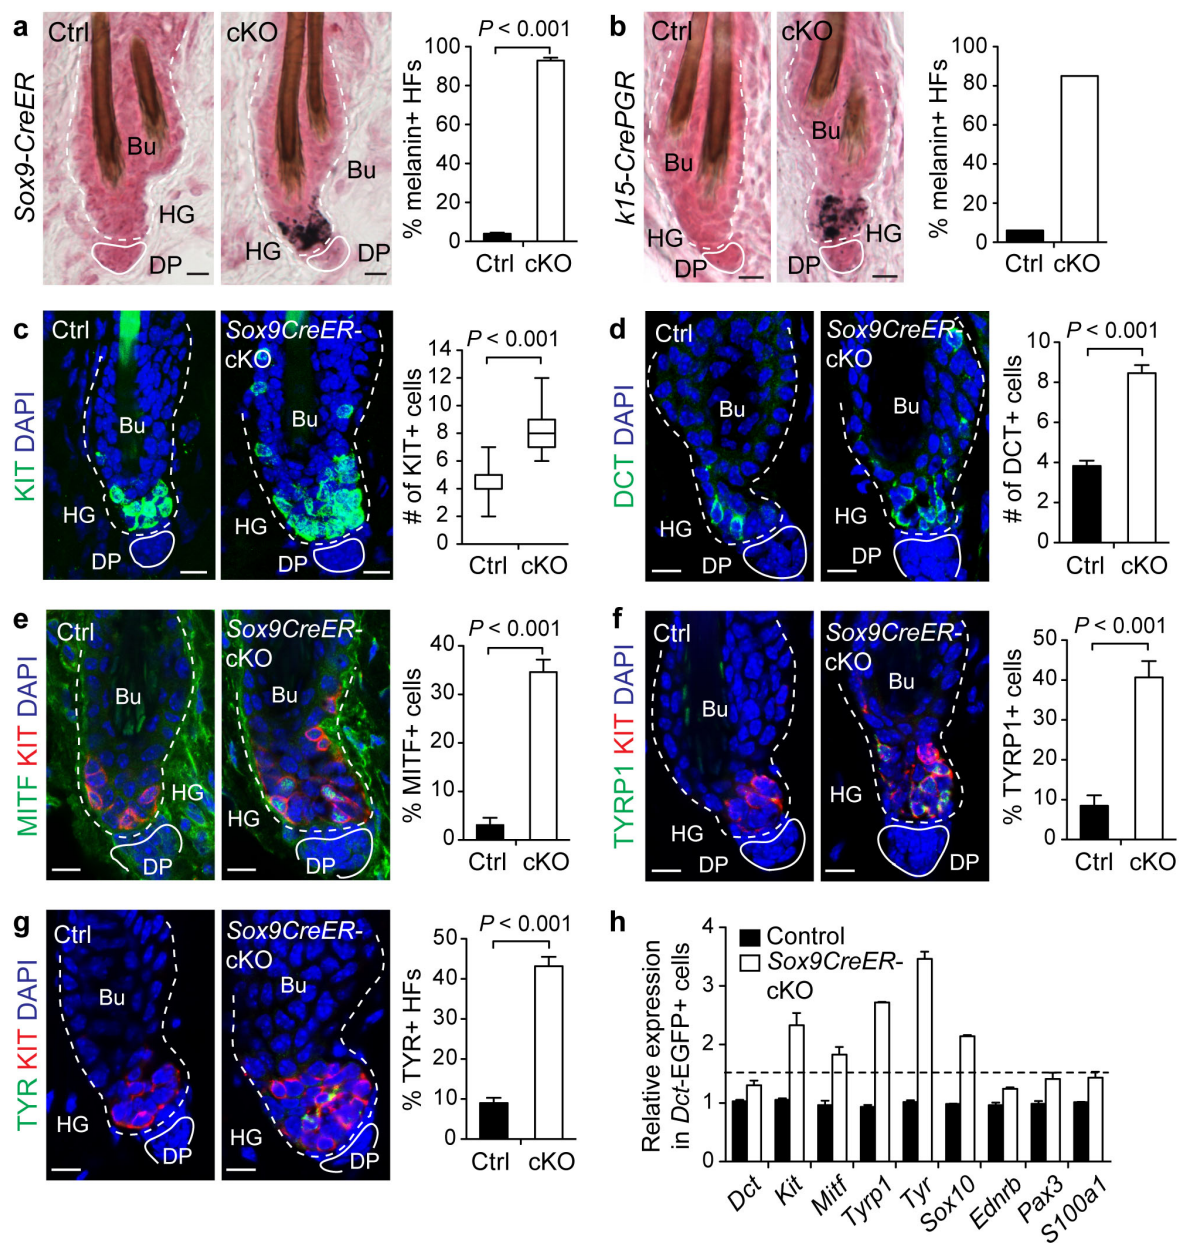 a
Sox9-CreER
Ctrl
Bu
HG
DP
cKO
Bu
HG
DP
P < 0.001
% melanin+ HFs
100
80
60
40
20
0
Ctrl cKO
b
k15-CrePGR
Ctrl
Bu
HG
DP
cKO
Bu
HG
DP
% melanin+ HFs
100
80
60
40
20
0
Ctrl cKO
c
KIT DAPI
Ctrl
Bu
HG
DP
Sox9CreER-
cKO
Bu
P < 0.001
# of KIT+ cells
14
12
10
8
6
4
2
0
Ctrl cKO
d
DCT DAPI
Ctrl
Bu
HG
DP
Sox9CreER-
cKO
Bu
HG
DP
P < 0.001
# of DCT+ cells
10
8
6
4
2
0
Ctrl cKO
e
MITF KIT DAPI
Ctrl
Bu
HG
DP
Sox9CreER-
cKO
Bu
HG
DP
P < 0.001
% MITF+ cells
40
30
20
10
0
Ctrl cKO
f
TYRP1 KIT DAPI
Ctrl
Bu
HG
DP
Sox9CreER-
cKO
Bu
HG
DP
P < 0.001
% TYRP1+ cells
50
40
30
20
10
0
Ctrl cKO
g
TYR KIT DAPI
Ctrl
Bu
HG
DP
Sox9CreER-
cKO
Bu
HG
DP
P < 0.001
% TYR+ HFs
50
40
30
20
10
0
Ctrl cKO
h
Control
Sox9CreER-
cKO
Relative expression
in Dct-EGFP+ cells
4
3
2
1
0
Dct
Kit
Mitf
Tyrp1
Tyr
Sox10
Ednrb
Pax3
S100a1